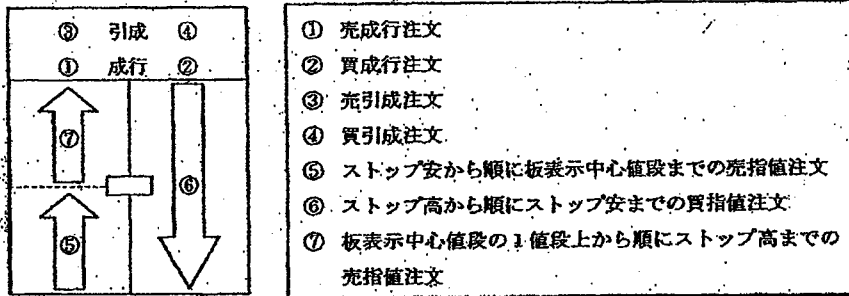 ③ 引成 ④
① 成行 ②
⑦
⑥
⑤
① 売成行注文
② 買成行注文
③ 売引成注文
④ 買引成注文
⑤ ストップ安から順に板表示中心値段までの売指値注文
⑥ ストップ高から順にストップ安までの買指値注文
⑦ 板表示中心値段の1値段上から順にストップ高までの
売指値注文